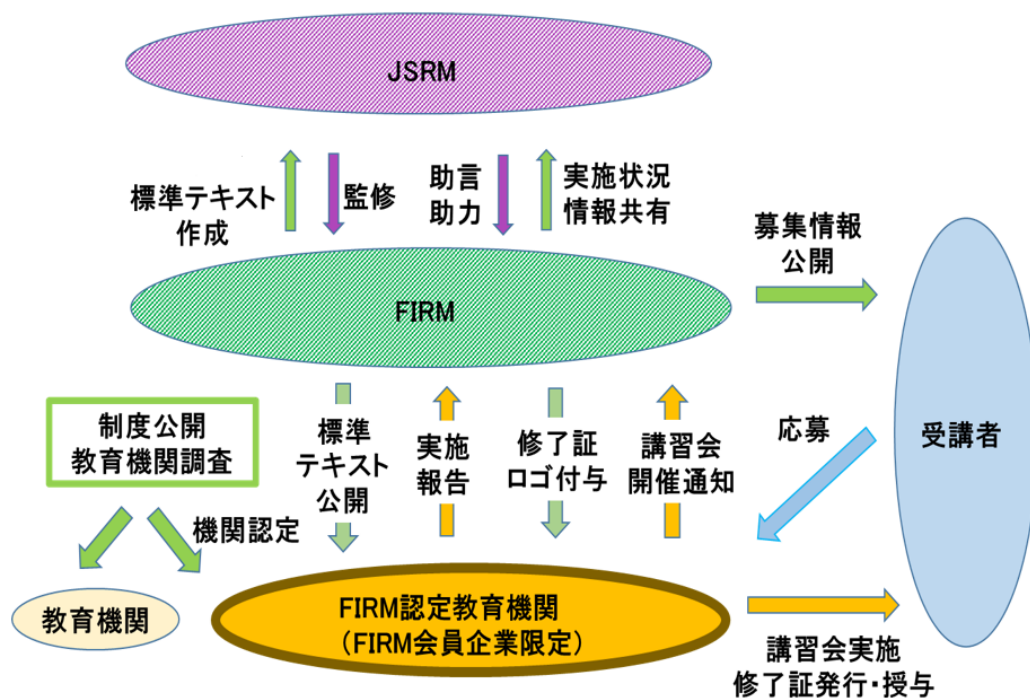 JSRM
標準テキスト
作成
監修
助言
助力
実施状況
情報共有
募集情報
公開
FIRM
制度公開
教育機関調査
標準
テキスト
公開
実施
報告
修了証
ロゴ付与
講習会
開催通知
応募
受講者
機関認定
教育機関
FIRM認定教育機関
（FIRM会員企業限定）
講習会実施
修了証発行・授与